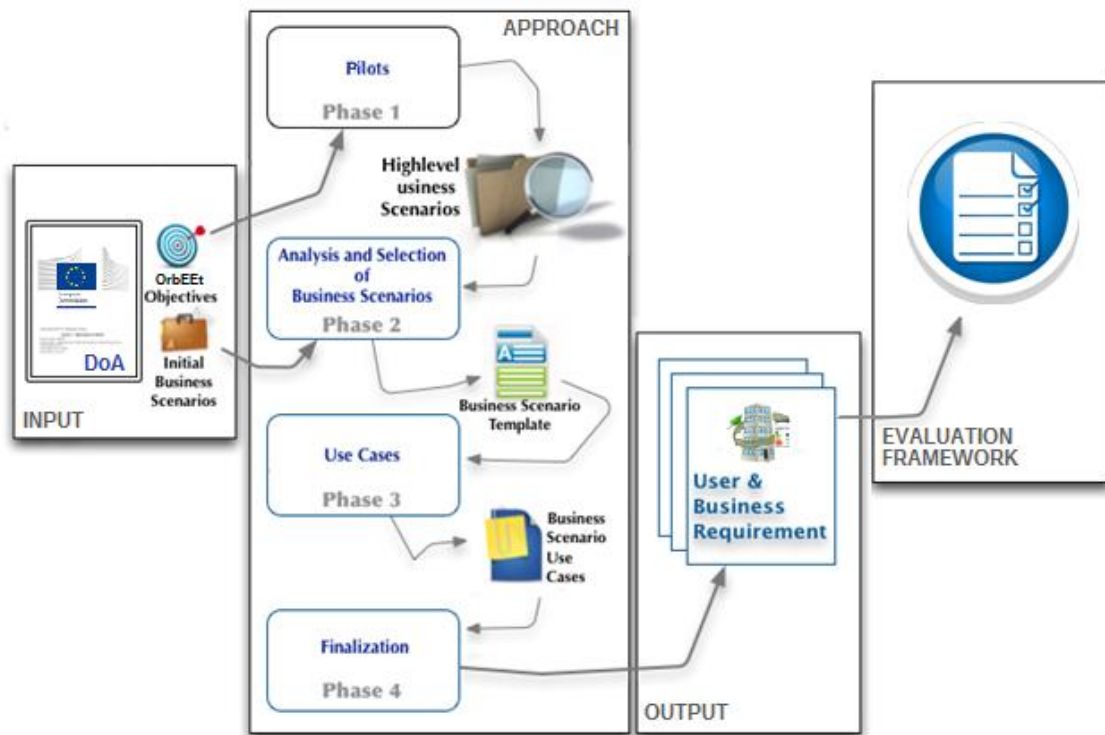 APPROACH
Pilots
Phase 1
Highlevel
usiness
Scenarios
OrbEEt
Objectives
DoA
Initial
Business
Scenarios
INPUT
Analysis and Selection
of
Business Scenarios
Phase 2
Business Scenario
Template
Use Cases
Phase 3
Business
Scenario
Use
Cases
Finalization
Phase 4
User &
Business
Requirement
OUTPUT
EVALUATION
FRAMEWORK